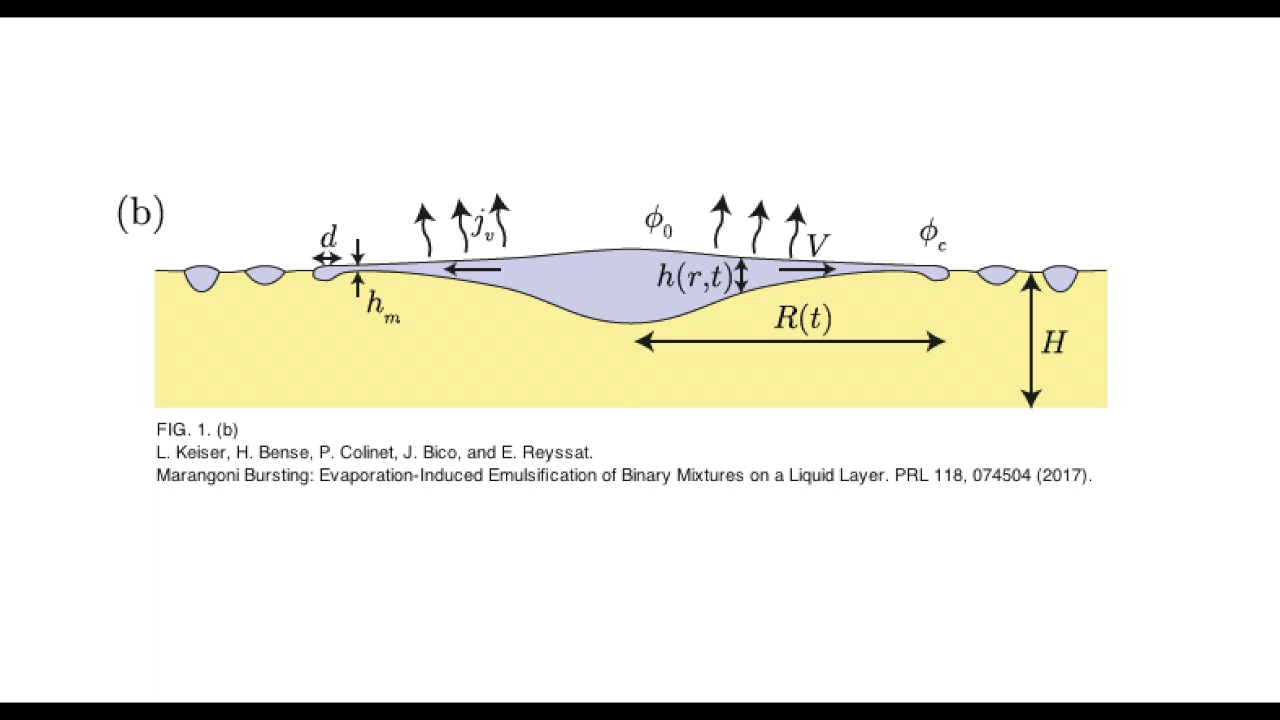 (b)
j_v
ϕ_0
ϕ_c
d
V
h(r,t)
h_m
R(t)
H
FIG. 1. (b)
L. Keiser, H. Bense, P. Colinet, J. Bico, and E. Reyssat.
Marangoni Bursting: Evaporation-Induced Emulsification of Binary Mixtures on a Liquid Layer. PRL 118, 074504 (2017).